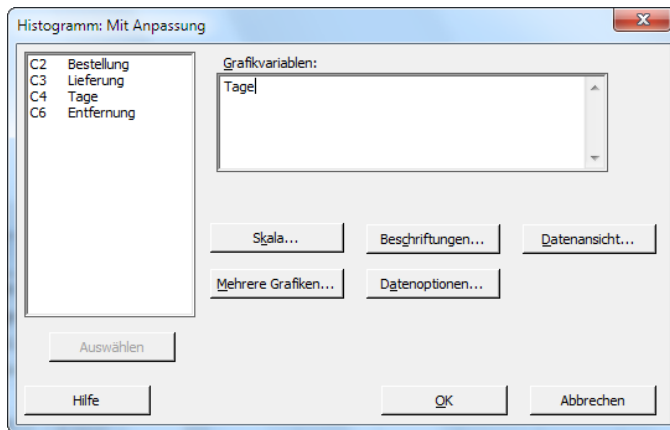 Histogramm: Mit Anpassung
C2 Bestellung
C3 Lieferung
C4 Tage
C6 Entfernung
Grafikvariablen:
Tage
Skala...
Beschriftungen...
Datenansicht...
Mehrere Grafiken...
Datenoptionen...
Auswählen
Hilfe
OK
Abbrechen